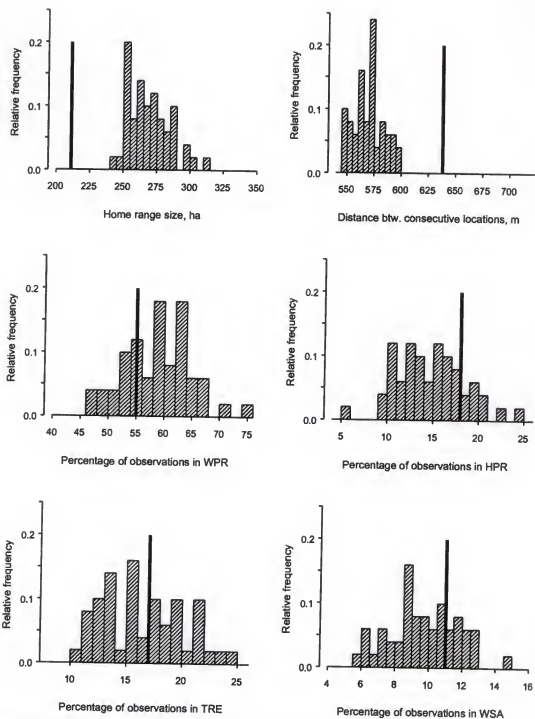 Relative frequency
0.2
0.1
0.0
200 225 250 275 300 325 350
Home range size, ha
Relative frequency
0.2
0.1
0.0
550 575 600 625 650 675 700
Distance btw. consecutive locations, m
Relative frequency
0.2
0.1
0.0
40 45 50 55 60 65 70 75
Percentage of observations in WPR
Relative frequency
0.2
0.1
0.0
5 10 15 20 25
Percentage of observations in HPR
Relative frequency
0.2
0.1
0.0
10 15 20 25
Percentage of observations in TRE
Relative frequency
0.2
0.1
0.0
4 6 8 10 12 14 16
Percentage of observations in WSA